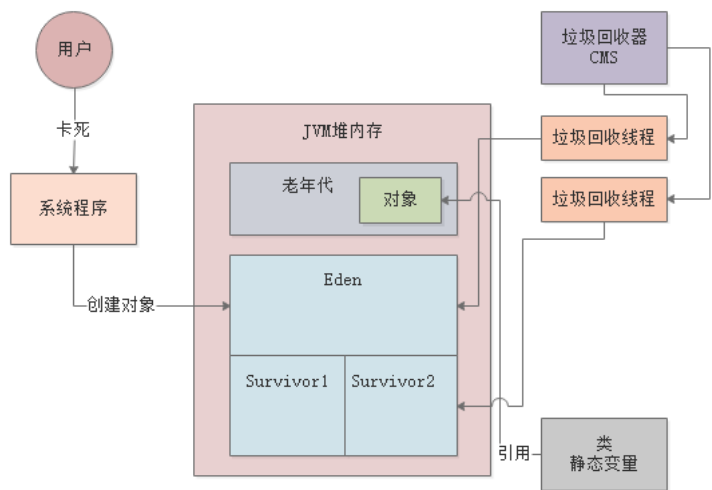 用户
卡死
系统程序
创建对象
JVM堆内存
老年代
对象
Eden
Survivor1
Survivor2
垃圾回收器
CMS
垃圾回收线程
垃圾回收线程
引用
类
静态变量